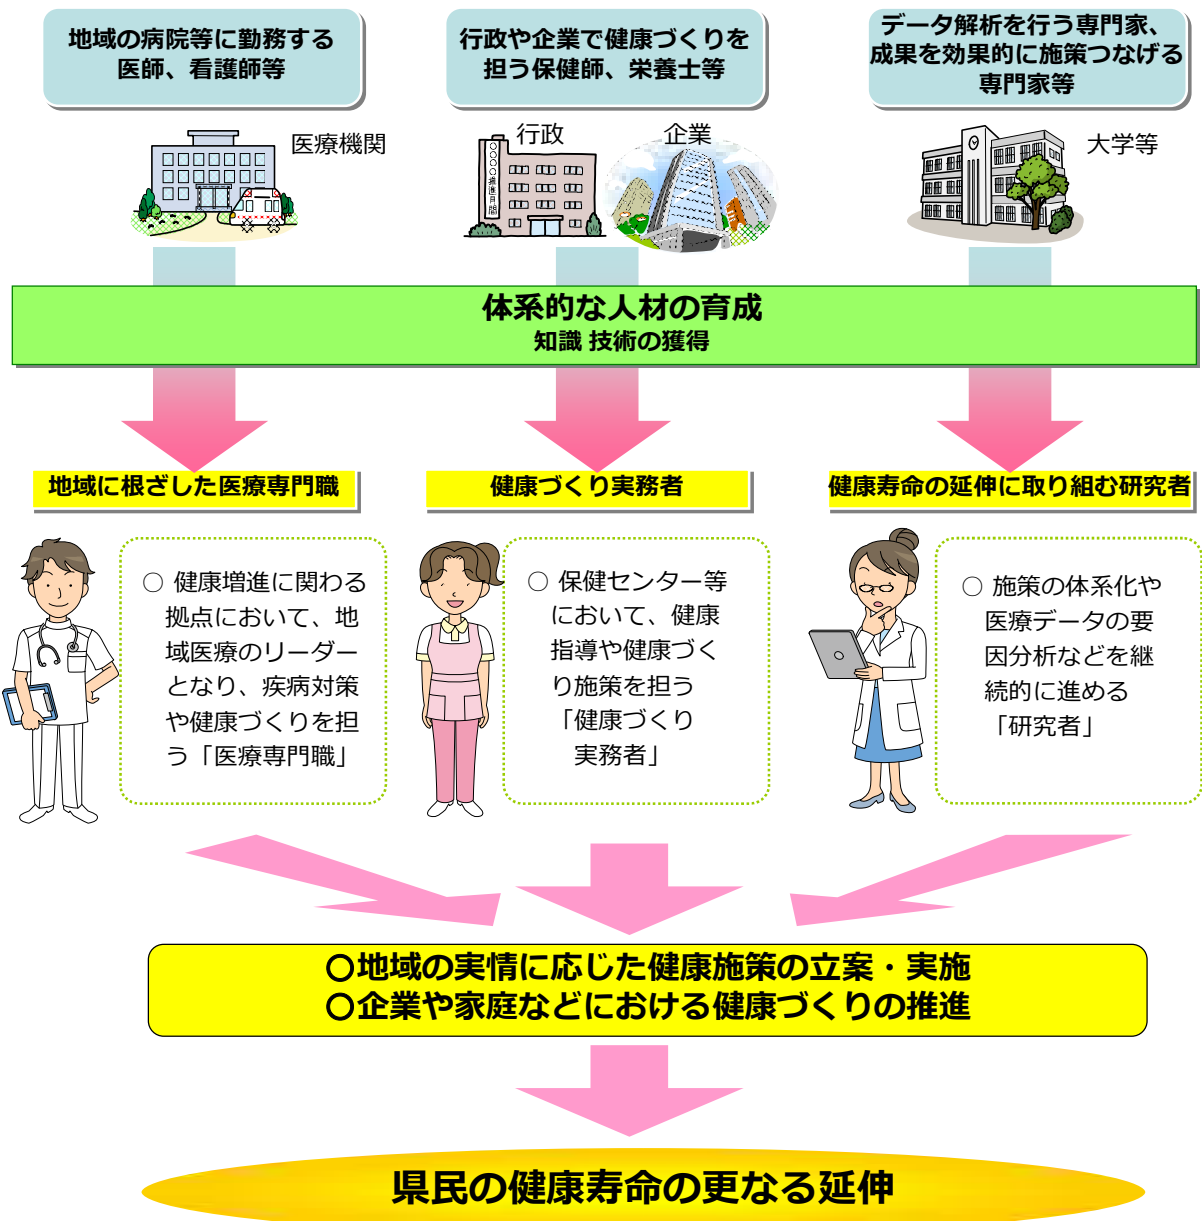 地域の病院等に勤務する
医師、看護師等
行政や企業で健康づくりを
担う保健師、栄養士等
データ解析を行う専門家、
成果を効果的に施策つなげる
専門家等
医療機関
行政
企業
大学等
〇〇〇〇推進月間
体系的な人材の育成
知識 技術の獲得
地域に根ざした医療専門職
健康づくり実務者
健康寿命の延伸に取り組む研究者
○ 健康増進に関わる
拠点において、地
域医療のリーダー
となり、疾病対策
や健康づくりを担
う「医療専門職」
○ 保健センター等
において、健康
指導や健康づく
り施策を担う
「健康づくり
実務者」
○ 施策の体系化や
医療データの要
因分析などを継
続的に進める
「研究者」
〇地域の実情に応じた健康施策の立案・実施
〇企業や家庭などにおける健康づくりの推進
県民の健康寿命の更なる延伸